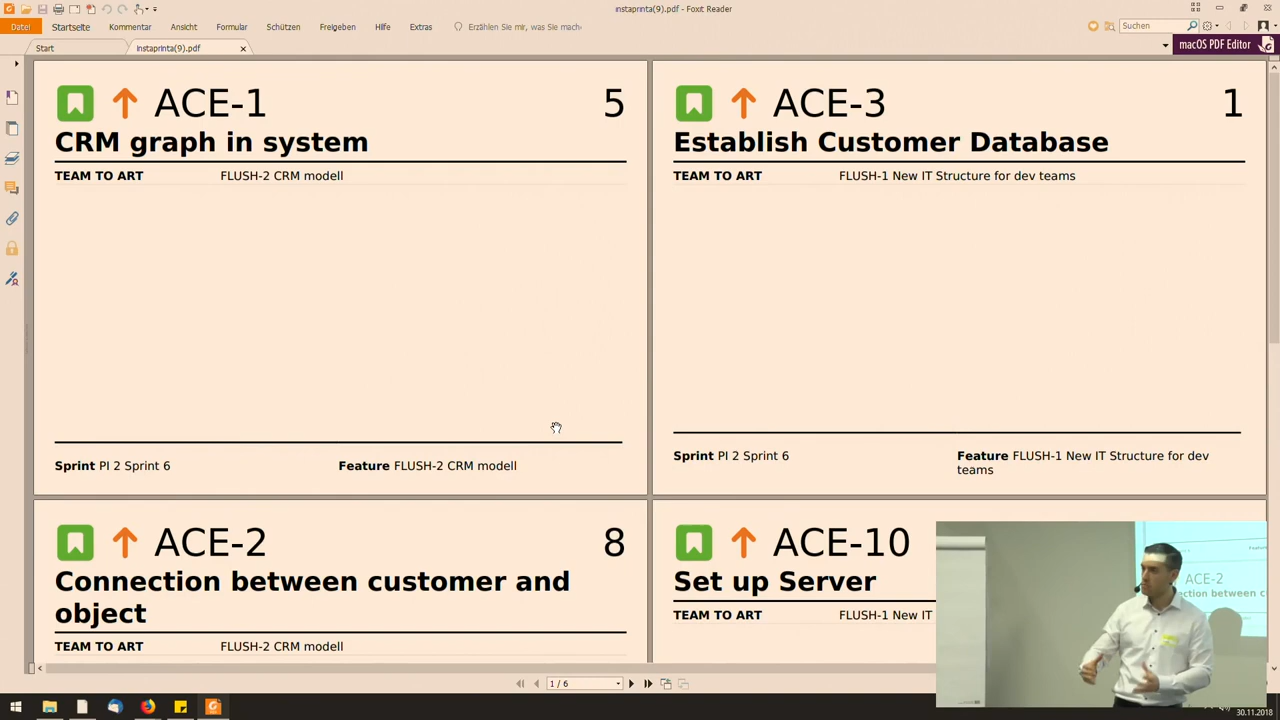 instaprinta(9).pdf - Foxit Reader
Datei Startseite Kommentar Ansicht Formular Schützen Freigeben Hilfe Extras Erzählen Sie mir, was Sie mach Suchen
Start instaprinta(9).pdf macOS PDF Editor
ACE-1 5
CRM graph in system
TEAM TO ART FLUSH-2 CRM modell
Sprint PI 2 Sprint 6 Feature FLUSH-2 CRM modell
ACE-3 1
Establish Customer Database
TEAM TO ART FLUSH-1 New IT Structure for dev teams
Sprint PI 2 Sprint 6 Feature FLUSH-1 New IT Structure for dev
teams
ACE-2 8
Connection between customer and
object
TEAM TO ART FLUSH-2 CRM modell
ACE-10
Set up Server
TEAM TO ART FLUSH-1 New IT
ACE-2
1 / 6
30.11.2018